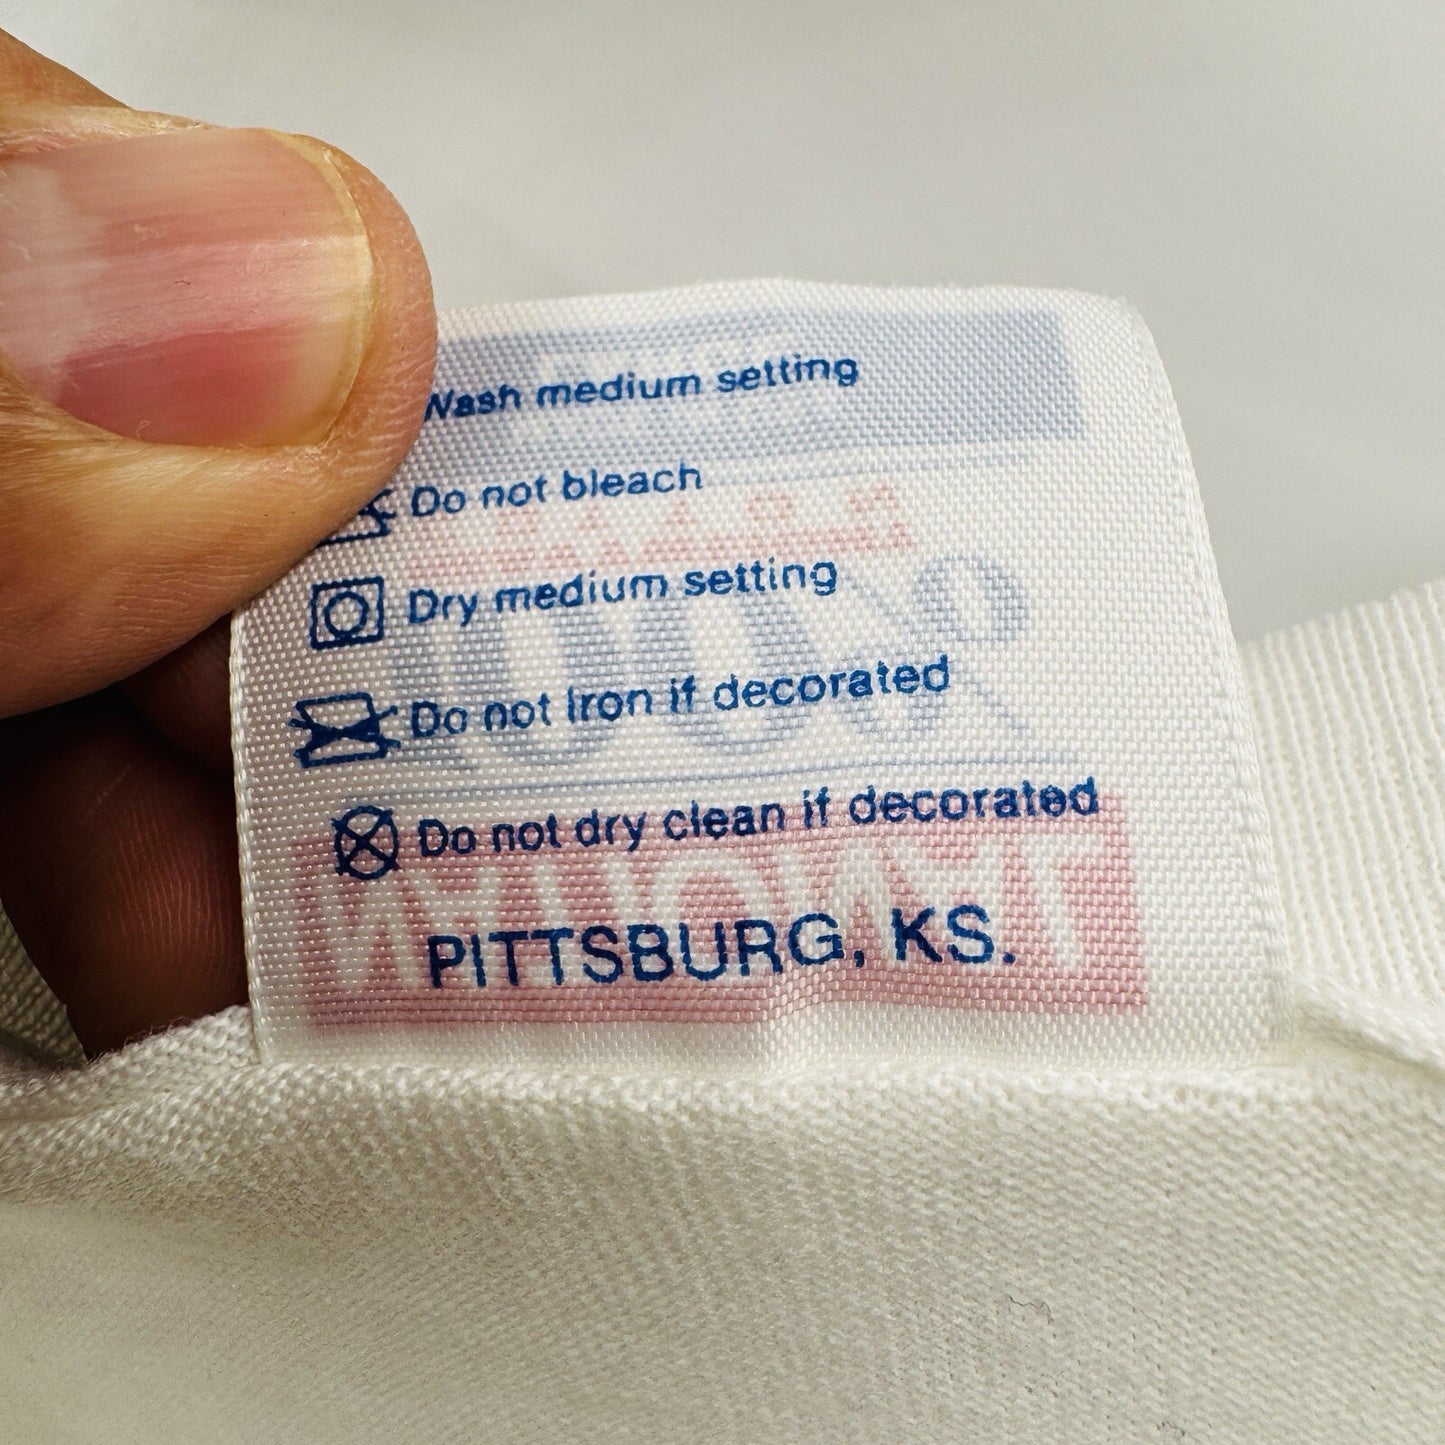 Wash medium setting
Do not bleach
Dry medium setting
Do not iron if decorated
Do not dry clean if decorated
PITTSBURG, KS.